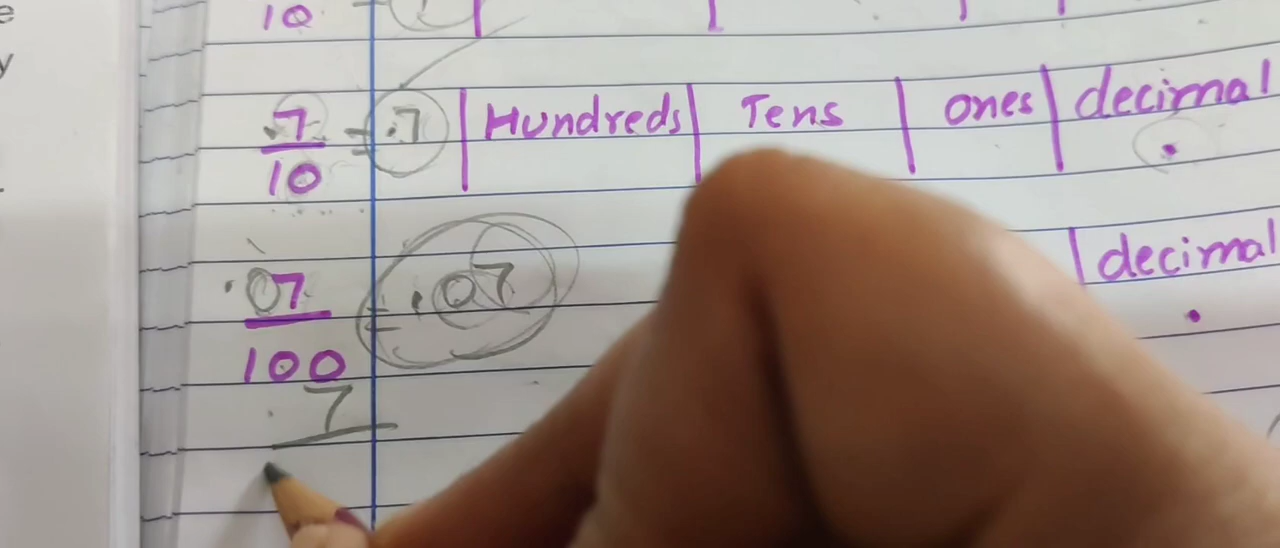 e
10
y
7 = .7 | Hundreds | Tens | ones | decimal
10 .
.07 = .07 | decimal
100 .
7